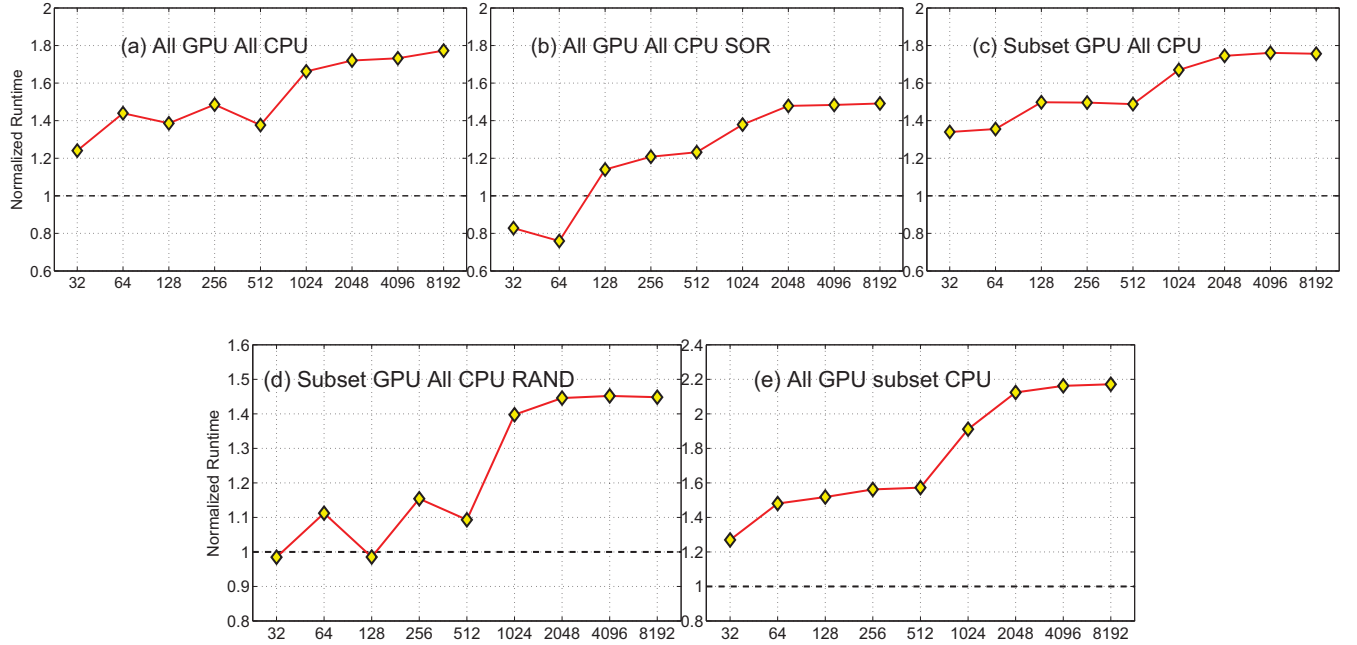 2 2 2
1.8 (a) All GPU All CPU 1.8 (b) All GPU All CPU SOR 1.8 (c) Subset GPU All CPU
1.6 1.6 1.6
1.4 1.4 1.4
1.2 1.2 1.2
1 1 1
0.8 0.8 0.8
0.6 0.6 0.6
Normalized Runtime
32 64 128 256 512 1024 2048 4096 8192 32 64 128 256 512 1024 2048 4096 8192 32 64 128 256 512 1024 2048 4096 8192
1.6 2.4
1.5 (d) Subset GPU All CPU RAND 2.2 (e) All GPU subset CPU
1.4 2
1.3 1.8
1.2 1.6
1.1 1.4
1 1.2
0.9 1
0.8 0.8
Normalized Runtime
32 64 128 256 512 1024 2048 4096 8192 32 64 128 256 512 1024 2048 4096 8192